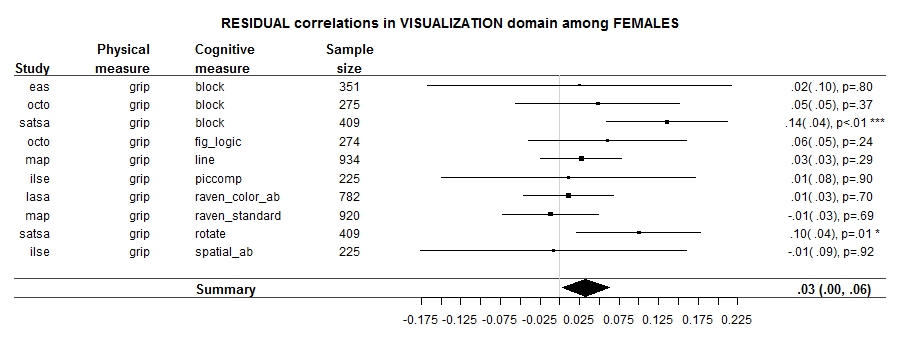 RESIDUAL correlations in VISUALIZATION domain among FEMALES
Physical Cognitive Sample
Study measure measure size
eas grip block 351 .02( .10), p=.80
octo grip block 275 .05( .05), p=.37
satsa grip block 409 .14( .04), p<.01 ***
octo grip fig_logic 274 .06( .05), p=.24
map grip line 934 .03( .03), p=.29
ilse grip piccomp 225 .01( .08), p=.90
lasa grip raven_color_ab 782 .01( .03), p=.70
map grip raven_standard 920 -.01( .03), p=.69
satsa grip rotate 409 .10( .04), p=.01 *
ilse grip spatial_ab 225 -.01( .09), p=.92
Summary .03 (.00, .06)
-0.175 -0.125 -0.075 -0.025 0.025 0.075 0.125 0.175 0.225